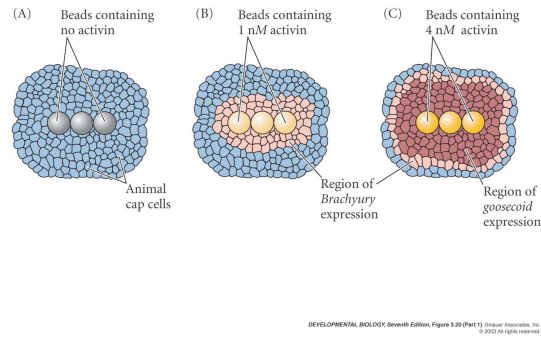 (A)
Beads containing
no activin
Animal
cap cells
(B)
Beads containing
1 nM activin
Region of
Brachyury
expression
(C)
Beads containing
4 nM activin
Region of
goosecoid
expression
DEVELOPMENTAL BIOLOGY, Seventh Edition, Figure 3.20 (Part 1) Sinauer Associates, Inc.
© 2003 All rights reserved.